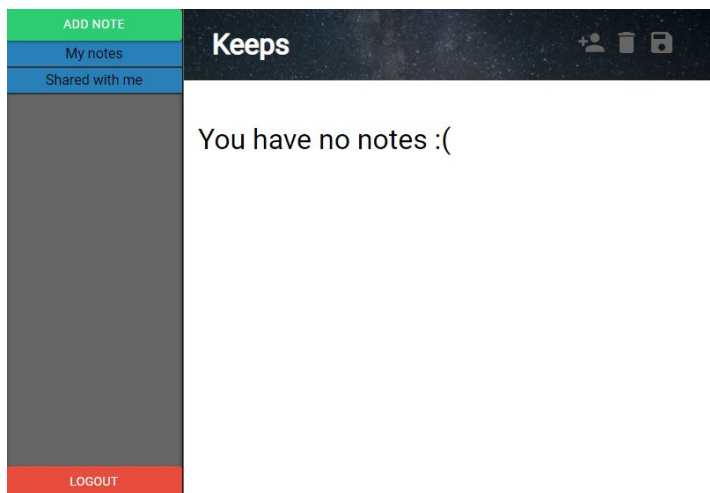 ADD NOTE
My notes
Shared with me
LOGOUT
Keeps
You have no notes :(